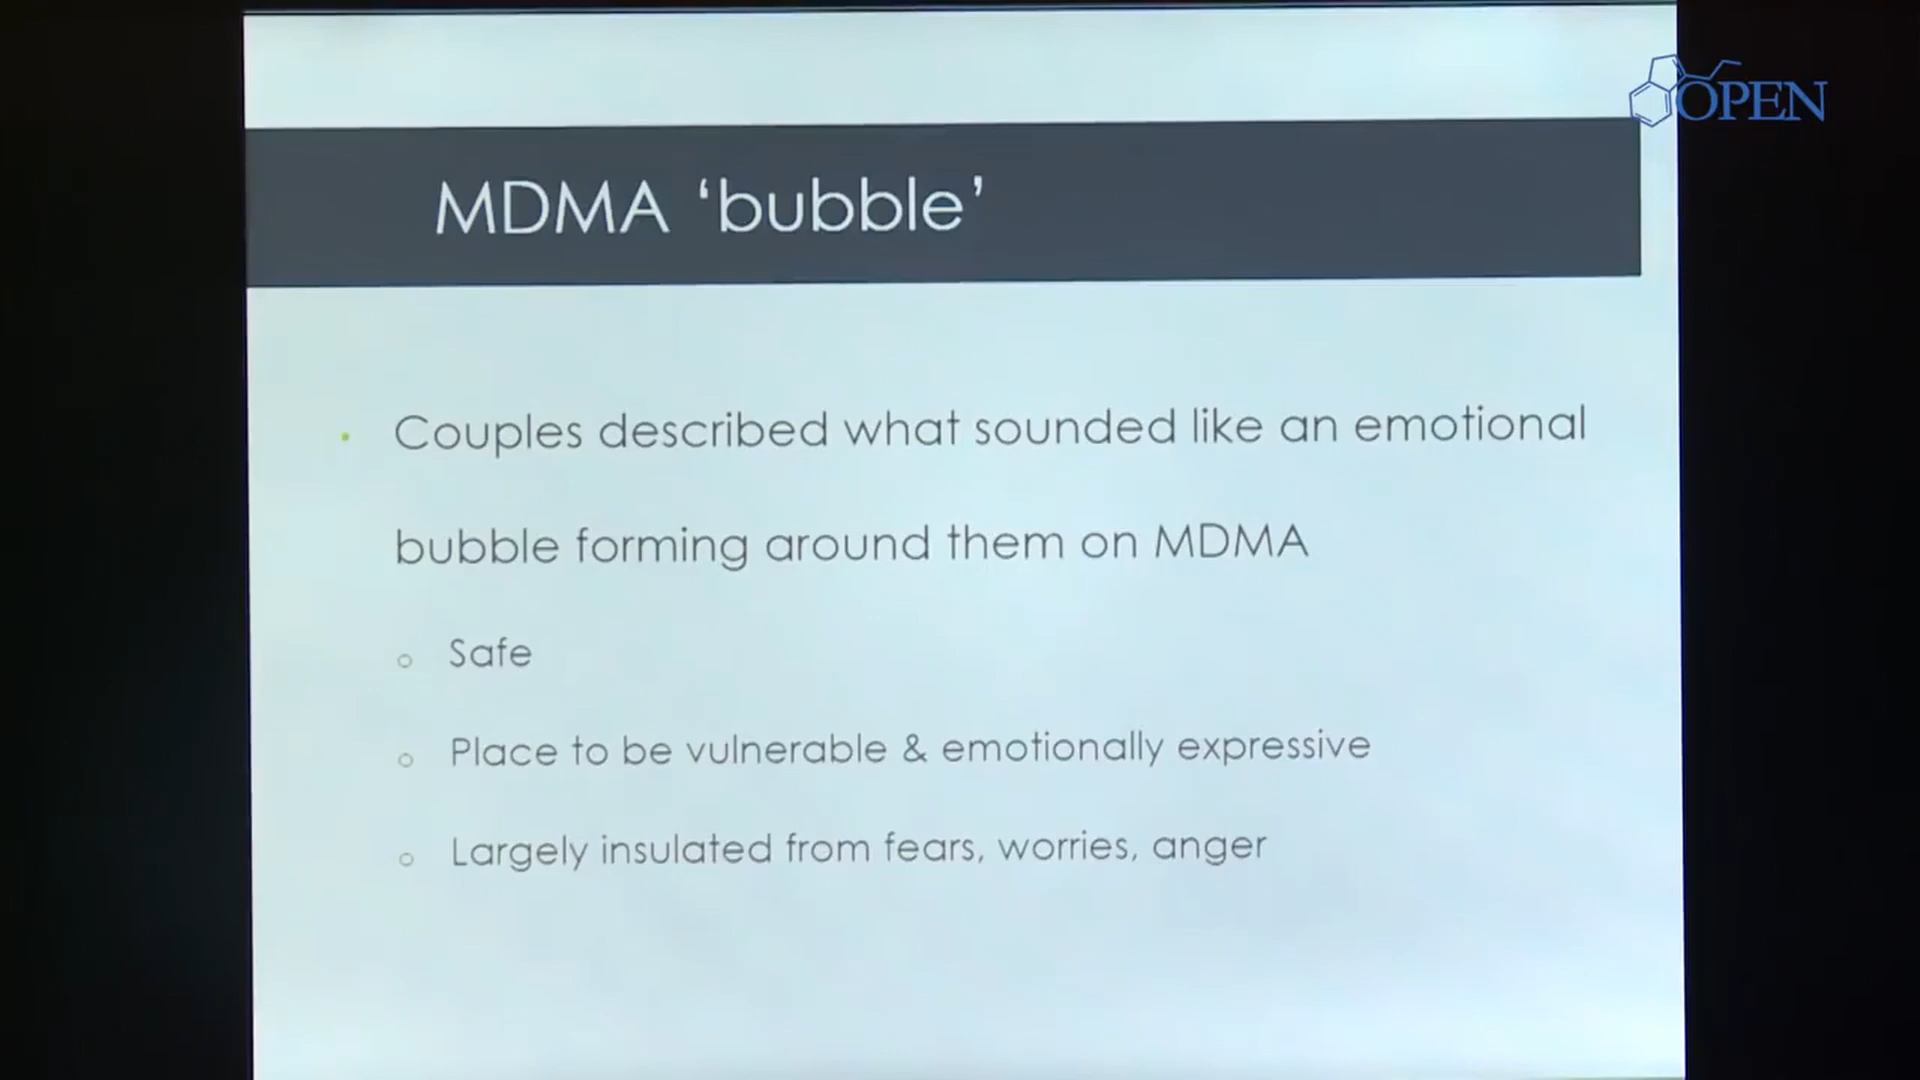 OPEN
MDMA ‘bubble’
Couples described what sounded like an emotional
bubble forming around them on MDMA
Safe
Place to be vulnerable & emotionally expressive
Largely insulated from fears, worries, anger